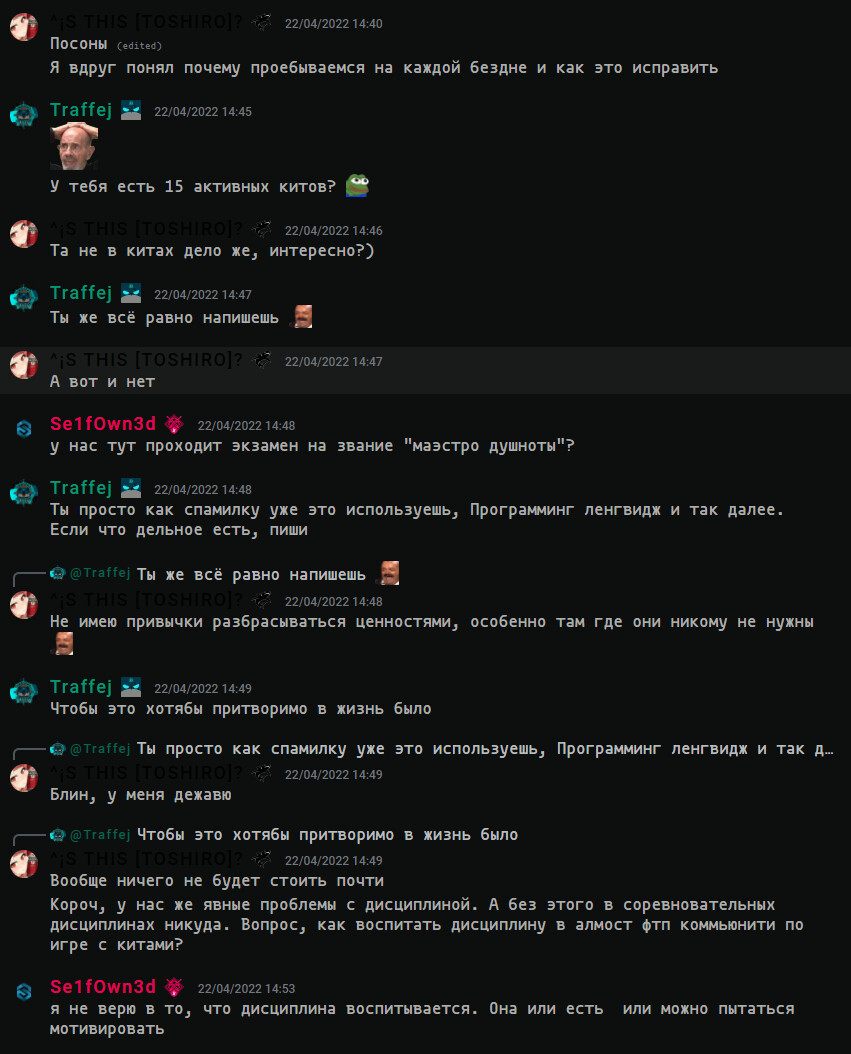 ^¡S THIS [TOSHIRO]? 22/04/2022 14:40
Посоны (edited)
Я вдруг понял почему проебываемся на каждой бездне и как это исправить
Traffej 22/04/2022 14:45
У тебя есть 15 активных китов?
^¡S THIS [TOSHIRO]? 22/04/2022 14:46
Та не в китах дело же, интересно?)
Traffej 22/04/2022 14:47
Ты же всё равно напишешь
^¡S THIS [TOSHIRO]? 22/04/2022 14:47
А вот и нет
Se1fOwn3d 22/04/2022 14:48
у нас тут проходит экзамен на звание "маэстро душноты"?
Traffej 22/04/2022 14:48
Ты просто как спамилку уже это используешь, Программинг ленгвидж и так далее.
Если что дельное есть, пиши
@Traffej Ты же всё равно напишешь
^¡S THIS [TOSHIRO]? 22/04/2022 14:48
Не имею привычки разбрасываться ценностями, особенно там где они никому не нужны
Traffej 22/04/2022 14:49
Чтобы это хотябы притворимо в жизнь было
@Traffej Ты просто как спамилку уже это используешь, Программинг ленгвидж и так д…
^¡S THIS [TOSHIRO]? 22/04/2022 14:49
Блин, у меня дежавю
@Traffej Чтобы это хотябы притворимо в жизнь было
^¡S THIS [TOSHIRO]? 22/04/2022 14:49
Вообще ничего не будет стоить почти
Короч, у нас же явные проблемы с дисциплиной. А без этого в соревновательных
дисциплинах никуда. Вопрос, как воспитать дисциплину в алмост фтп коммьюнити по
игре с китами?
Se1fOwn3d 22/04/2022 14:53
я не верю в то, что дисциплина воспитывается. Она или есть  или можно пытаться
мотивировать